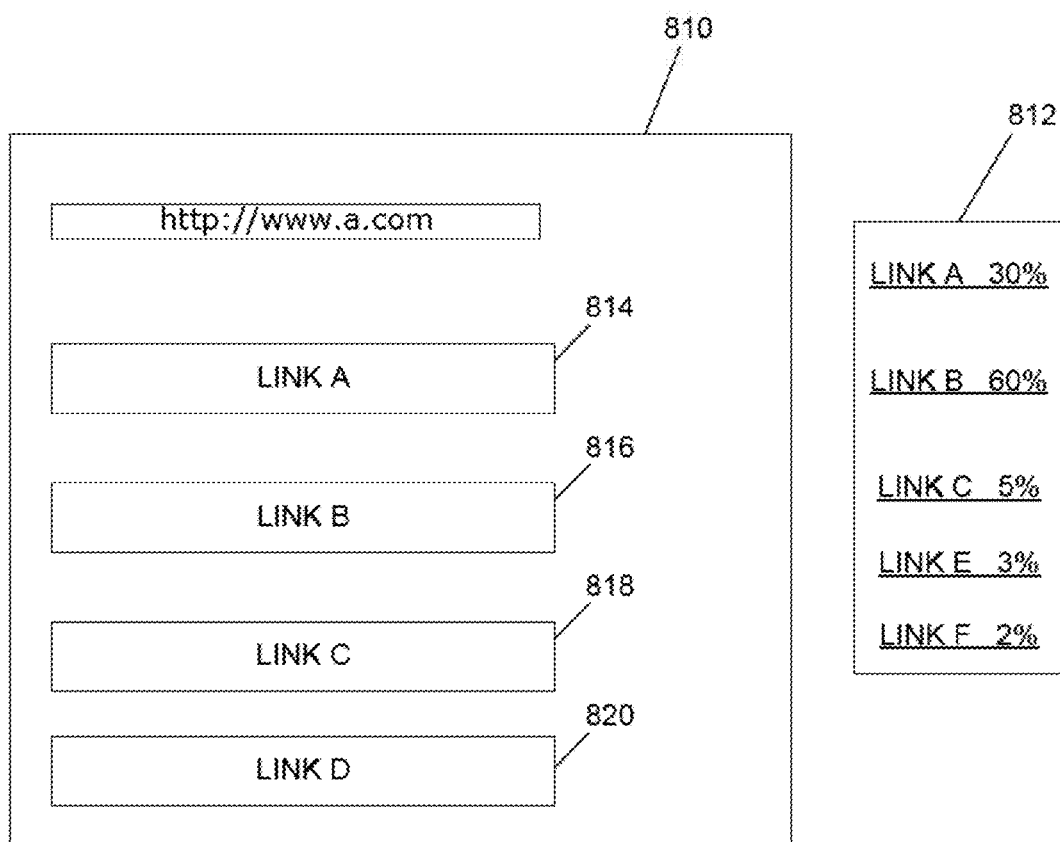 810
812
http://www.a.com
LINK A 30%
814
LINK A
LINK B 60%
816
LINK B
LINK C 5%
LINK E 3%
818
LINK C
LINK F 2%
820
LINK D